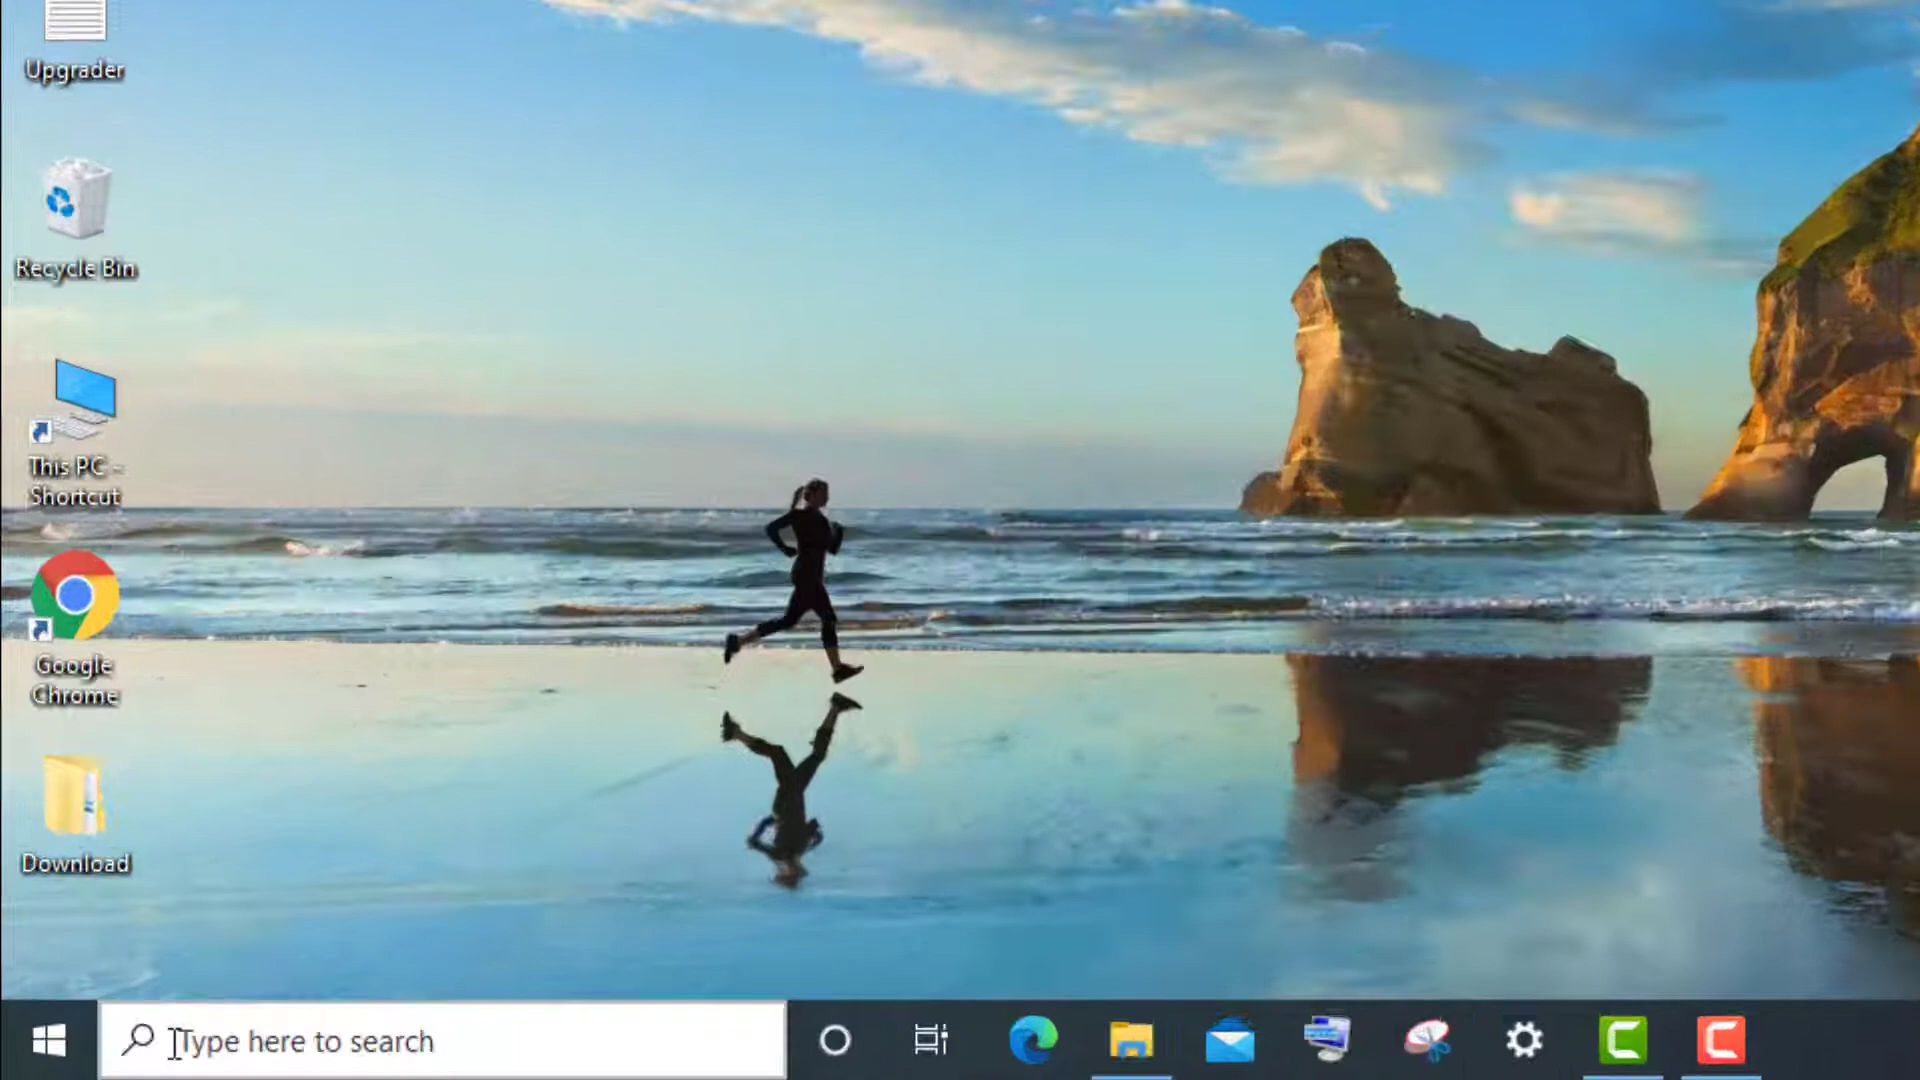 Upgrader
Recycle Bin
This PC -
Shortcut
Google
Chrome
Download
Type here to search